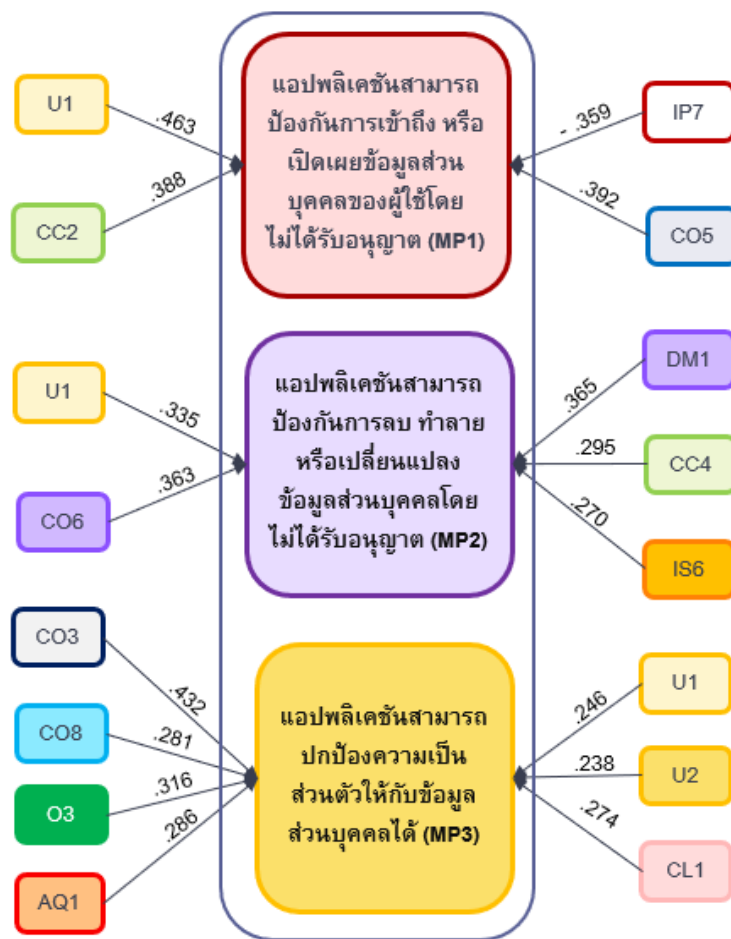 U1
.463
CC2
.388
แอปพลิเคชันสามารถ
ป้องกันการเข้าถึง หรือ
เปิดเผยข้อมูลส่วน
บุคคลของผู้ใช้โดย
ไม่ได้รับอนุญาต (MP1)
- .359
IP7
.392
CO5
U1
.335
CO6
.363
แอปพลิเคชันสามารถ
ป้องกันการลบ ทำลาย
หรือเปลี่ยนแปลง
ข้อมูลส่วนบุคคลโดย
ไม่ได้รับอนุญาต (MP2)
.365
DM1
.295
CC4
.270
IS6
CO3
.432
CO8
.281
O3
.316
AQ1
.286
แอปพลิเคชันสามารถ
ปกป้องความเป็น
ส่วนตัวให้กับข้อมูล
ส่วนบุคคลได้ (MP3)
.246
U1
.238
U2
.274
CL1